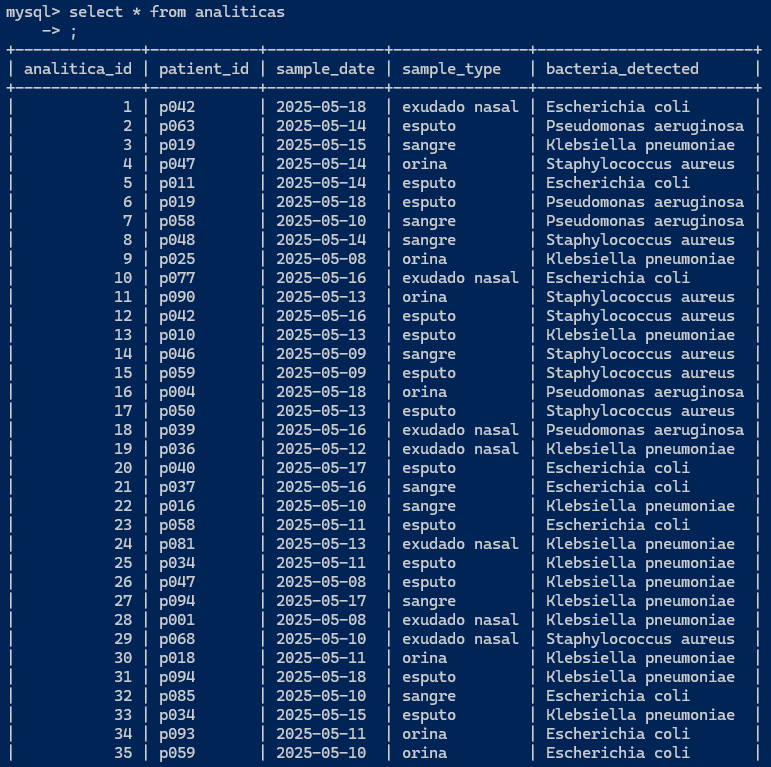 mysql> select * from analiticas
    -> ;
+--------------+------------+-------------+---------------+------------------------+
| analitica_id | patient_id | sample_date | sample_type   | bacteria_detected      |
+--------------+------------+-------------+---------------+------------------------+
|            1 | p042       | 2025-05-18  | exudado nasal | Escherichia coli       |
|            2 | p063       | 2025-05-14  | esputo        | Pseudomonas aeruginosa |
|            3 | p019       | 2025-05-15  | sangre        | Klebsiella pneumoniae  |
|            4 | p047       | 2025-05-14  | orina         | Staphylococcus aureus  |
|            5 | p011       | 2025-05-14  | esputo        | Escherichia coli       |
|            6 | p019       | 2025-05-18  | esputo        | Pseudomonas aeruginosa |
|            7 | p058       | 2025-05-10  | sangre        | Pseudomonas aeruginosa |
|            8 | p048       | 2025-05-14  | sangre        | Staphylococcus aureus  |
|            9 | p025       | 2025-05-08  | orina         | Klebsiella pneumoniae  |
|           10 | p077       | 2025-05-16  | exudado nasal | Escherichia coli       |
|           11 | p090       | 2025-05-13  | orina         | Staphylococcus aureus  |
|           12 | p042       | 2025-05-16  | esputo        | Staphylococcus aureus  |
|           13 | p010       | 2025-05-13  | esputo        | Klebsiella pneumoniae  |
|           14 | p046       | 2025-05-09  | sangre        | Staphylococcus aureus  |
|           15 | p059       | 2025-05-09  | esputo        | Staphylococcus aureus  |
|           16 | p004       | 2025-05-18  | orina         | Pseudomonas aeruginosa |
|           17 | p050       | 2025-05-13  | esputo        | Staphylococcus aureus  |
|           18 | p039       | 2025-05-16  | exudado nasal | Pseudomonas aeruginosa |
|           19 | p036       | 2025-05-12  | exudado nasal | Klebsiella pneumoniae  |
|           20 | p040       | 2025-05-17  | esputo        | Escherichia coli       |
|           21 | p037       | 2025-05-16  | sangre        | Escherichia coli       |
|           22 | p016       | 2025-05-10  | sangre        | Klebsiella pneumoniae  |
|           23 | p058       | 2025-05-11  | esputo        | Escherichia coli       |
|           24 | p081       | 2025-05-13  | exudado nasal | Klebsiella pneumoniae  |
|           25 | p034       | 2025-05-11  | esputo        | Klebsiella pneumoniae  |
|           26 | p047       | 2025-05-08  | esputo        | Klebsiella pneumoniae  |
|           27 | p094       | 2025-05-17  | sangre        | Klebsiella pneumoniae  |
|           28 | p001       | 2025-05-08  | exudado nasal | Klebsiella pneumoniae  |
|           29 | p068       | 2025-05-10  | exudado nasal | Staphylococcus aureus  |
|           30 | p018       | 2025-05-11  | orina         | Klebsiella pneumoniae  |
|           31 | p094       | 2025-05-18  | esputo        | Klebsiella pneumoniae  |
|           32 | p085       | 2025-05-10  | sangre        | Escherichia coli       |
|           33 | p034       | 2025-05-15  | esputo        | Klebsiella pneumoniae  |
|           34 | p093       | 2025-05-11  | orina         | Escherichia coli       |
|           35 | p059       | 2025-05-10  | orina         | Escherichia coli       |